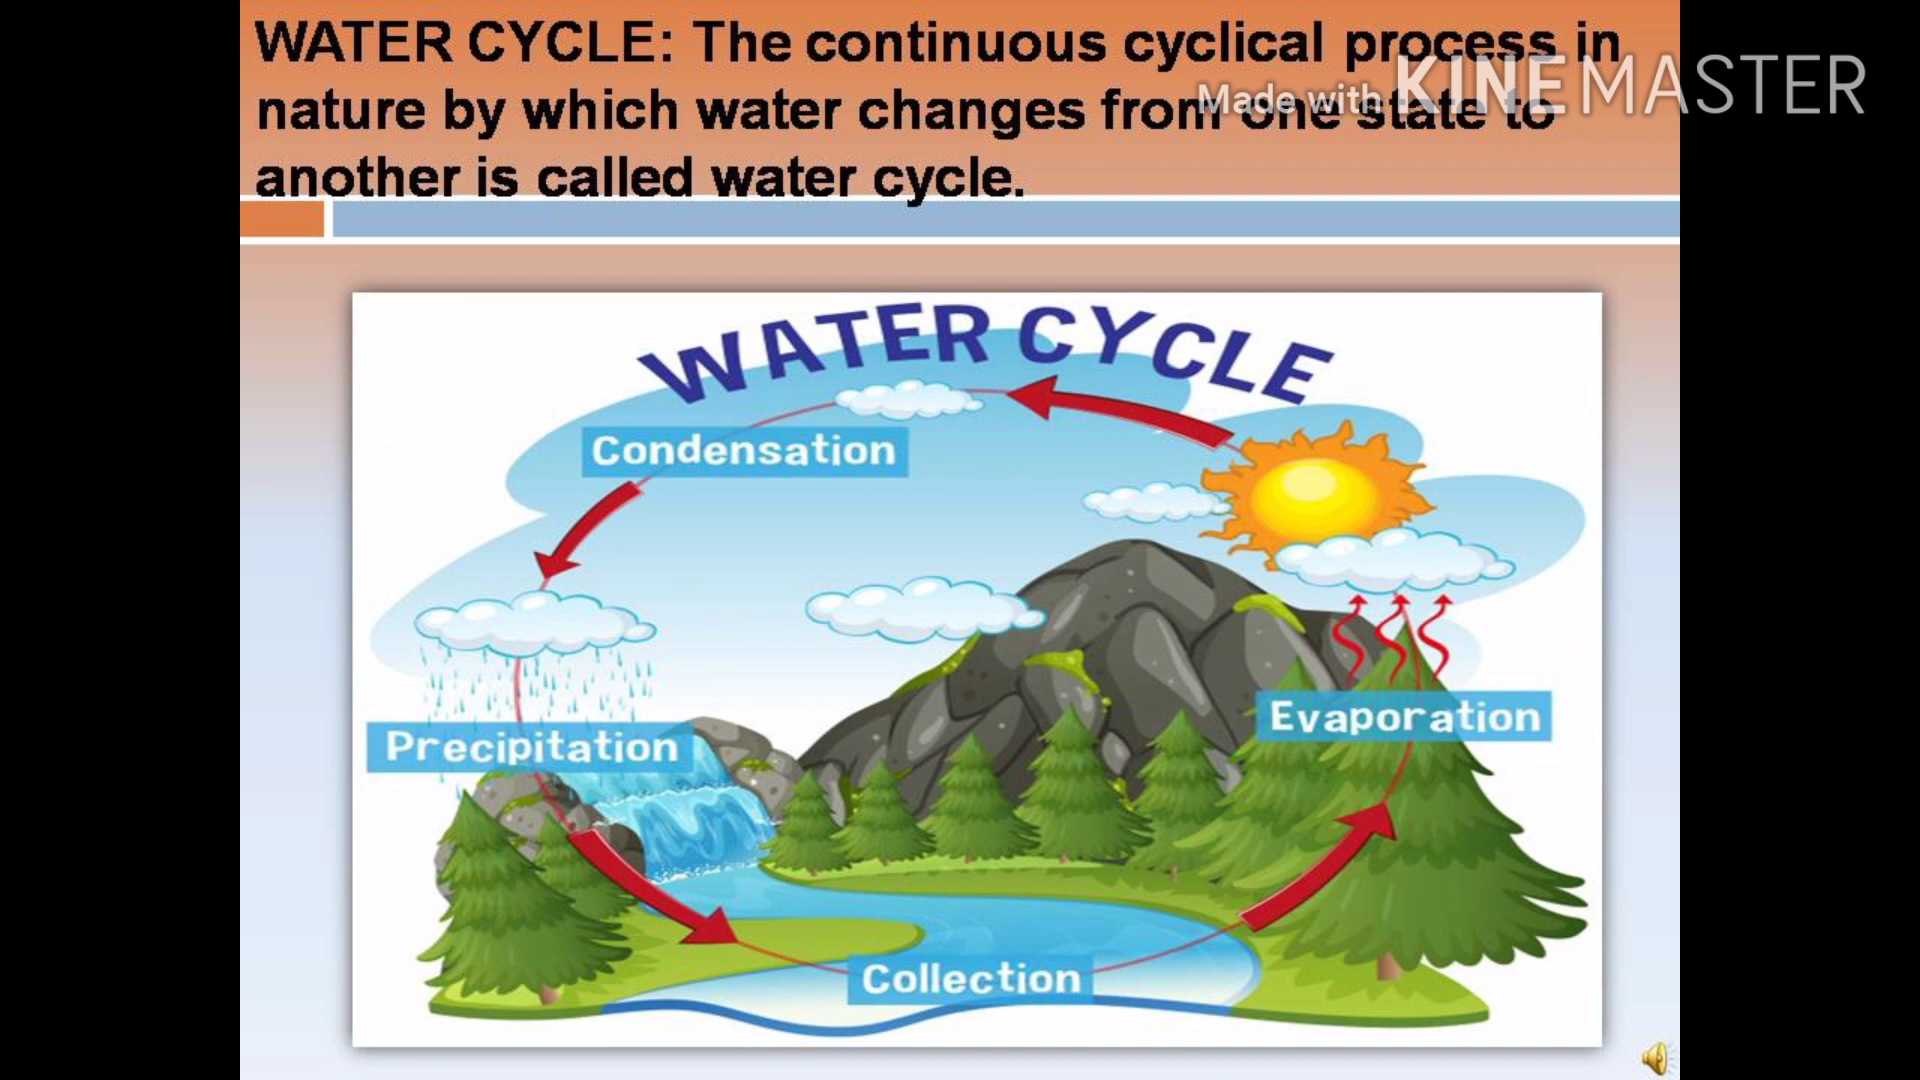 WATER CYCLE: The continuous cyclical process in
nature by which water changes from one state to
another is called water cycle.
Made with KINEMASTER
WATER CYCLE
Condensation
Evaporation
Precipitation
Collection